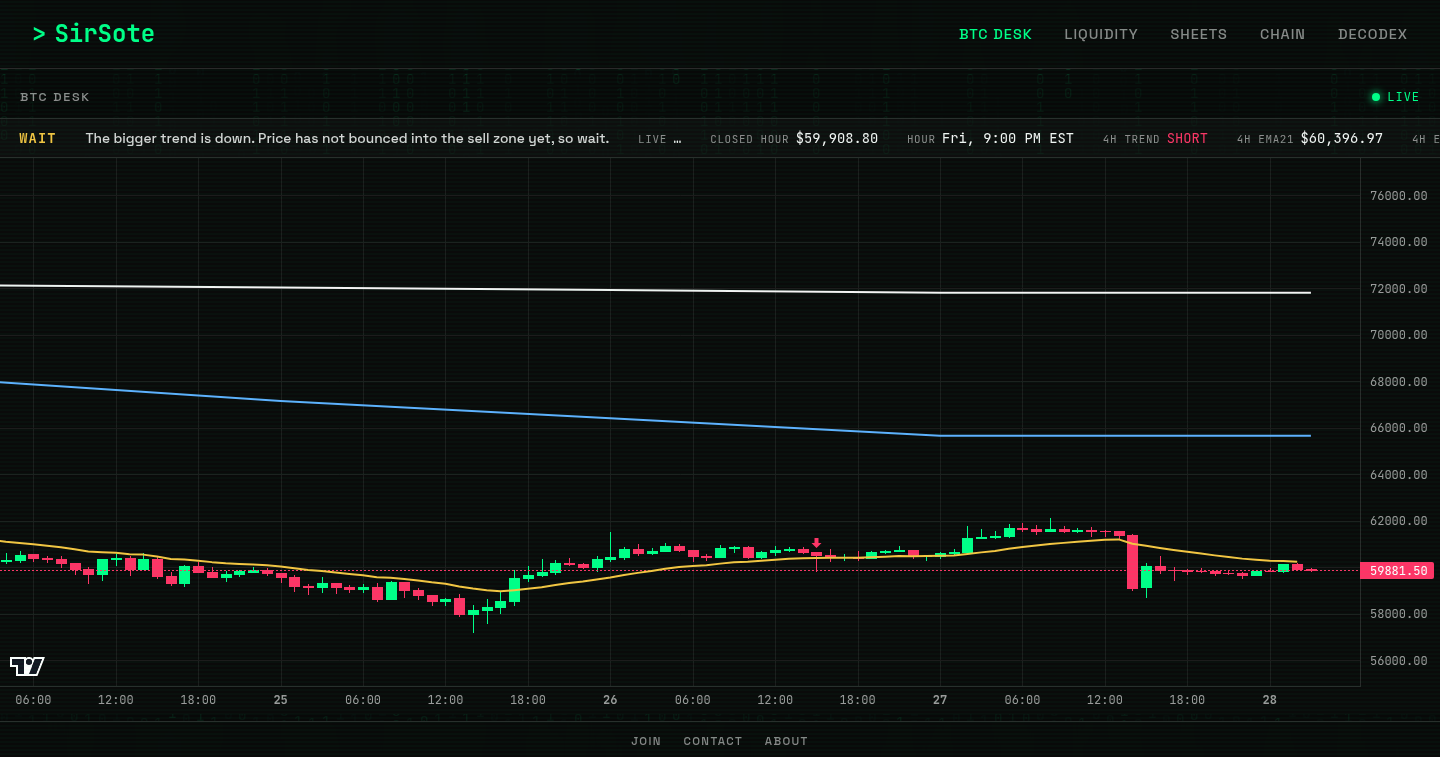 > SirSote
BTC DESK LIQUIDITY SHEETS CHAIN DECODEX
BTC DESK LIVE
WAIT The bigger trend is down. Price has not bounced into the sell zone yet, so wait. LIVE … CLOSED HOUR $59,908.80 HOUR Fri, 9:00 PM EST 4H TREND SHORT 4H EMA21 $60,396.97 4H E
76000.00
74000.00
72000.00
70000.00
68000.00
66000.00
64000.00
62000.00
59881.50
58000.00
56000.00
06:00 12:00 18:00 25 06:00 12:00 18:00 26 06:00 12:00 18:00 27 06:00 12:00 18:00 28
JOIN CONTACT ABOUT